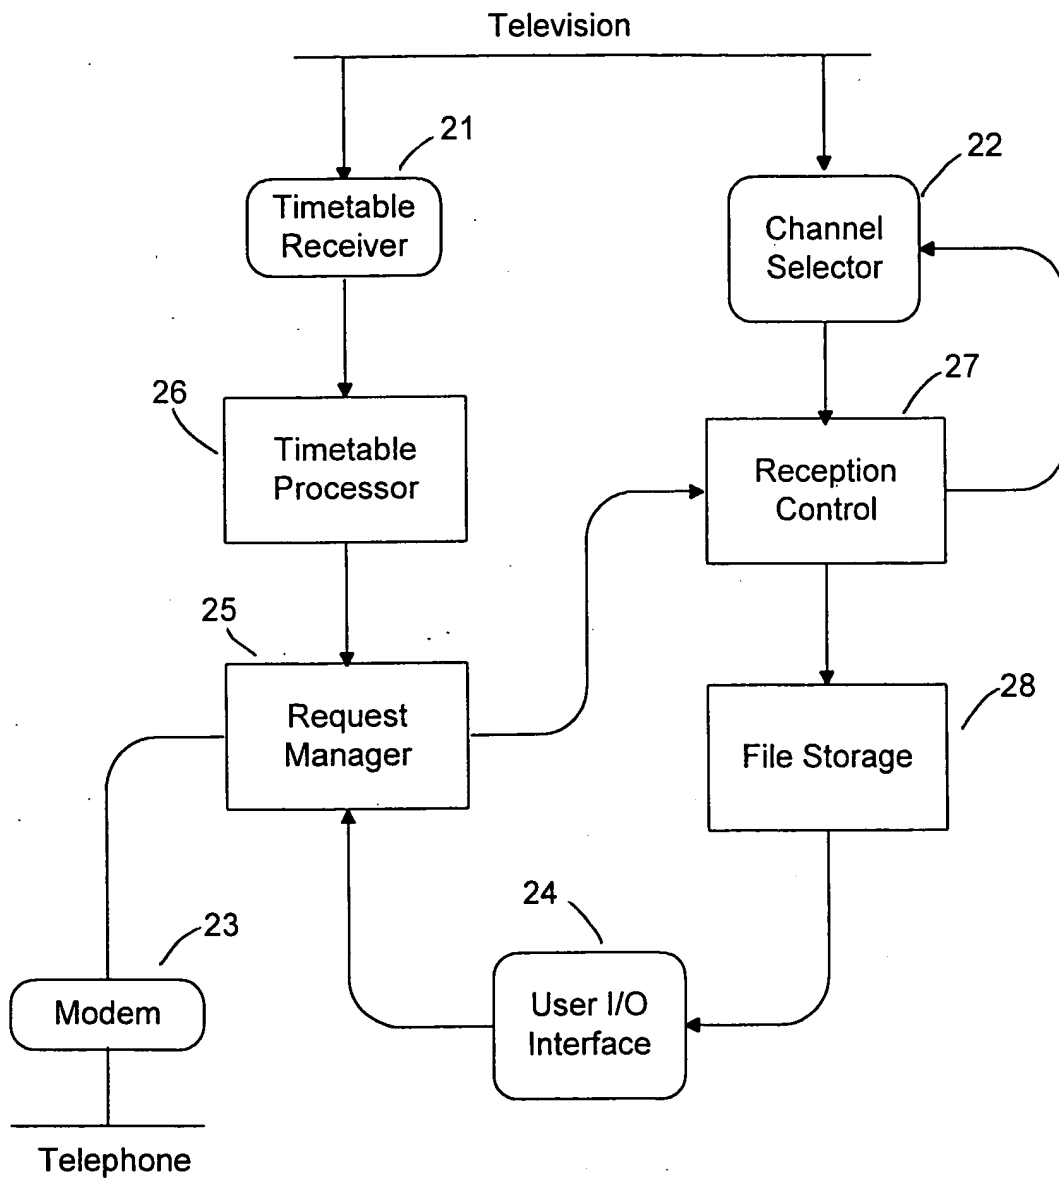 Television
21
22
Timetable
Receiver
Channel
Selector
26
27
Timetable
Processor
Reception
Control
25
28
Request
Manager
File Storage
24
23
User I/O
Interface
Modem
Telephone